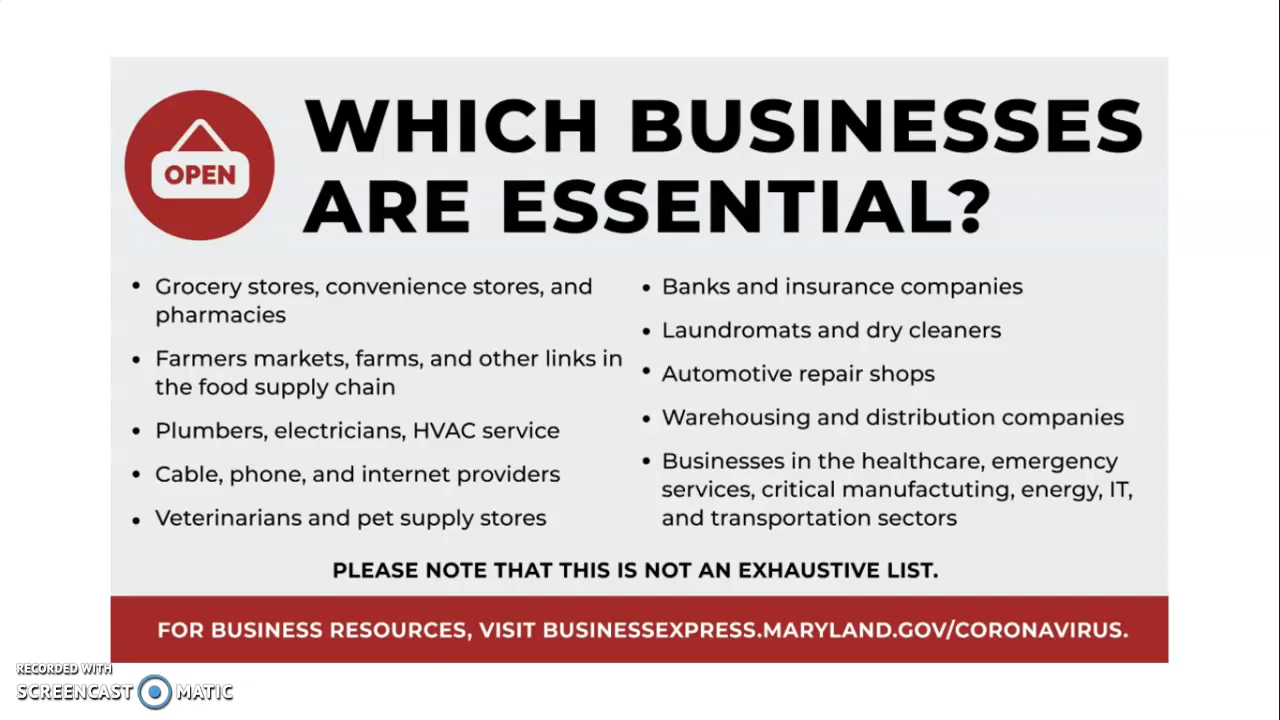 OPEN
WHICH BUSINESSES
ARE ESSENTIAL?
• Grocery stores, convenience stores, and
pharmacies
• Farmers markets, farms, and other links in
the food supply chain
• Plumbers, electricians, HVAC service
• Cable, phone, and internet providers
• Veterinarians and pet supply stores
• Banks and insurance companies
• Laundromats and dry cleaners
• Automotive repair shops
• Warehousing and distribution companies
• Businesses in the healthcare, emergency
services, critical manufactuting, energy, IT,
and transportation sectors
PLEASE NOTE THAT THIS IS NOT AN EXHAUSTIVE LIST.
FOR BUSINESS RESOURCES, VISIT BUSINESSEXPRESS.MARYLAND.GOV/CORONAVIRUS.
RECORDED WITH
SCREENCAST MATIC